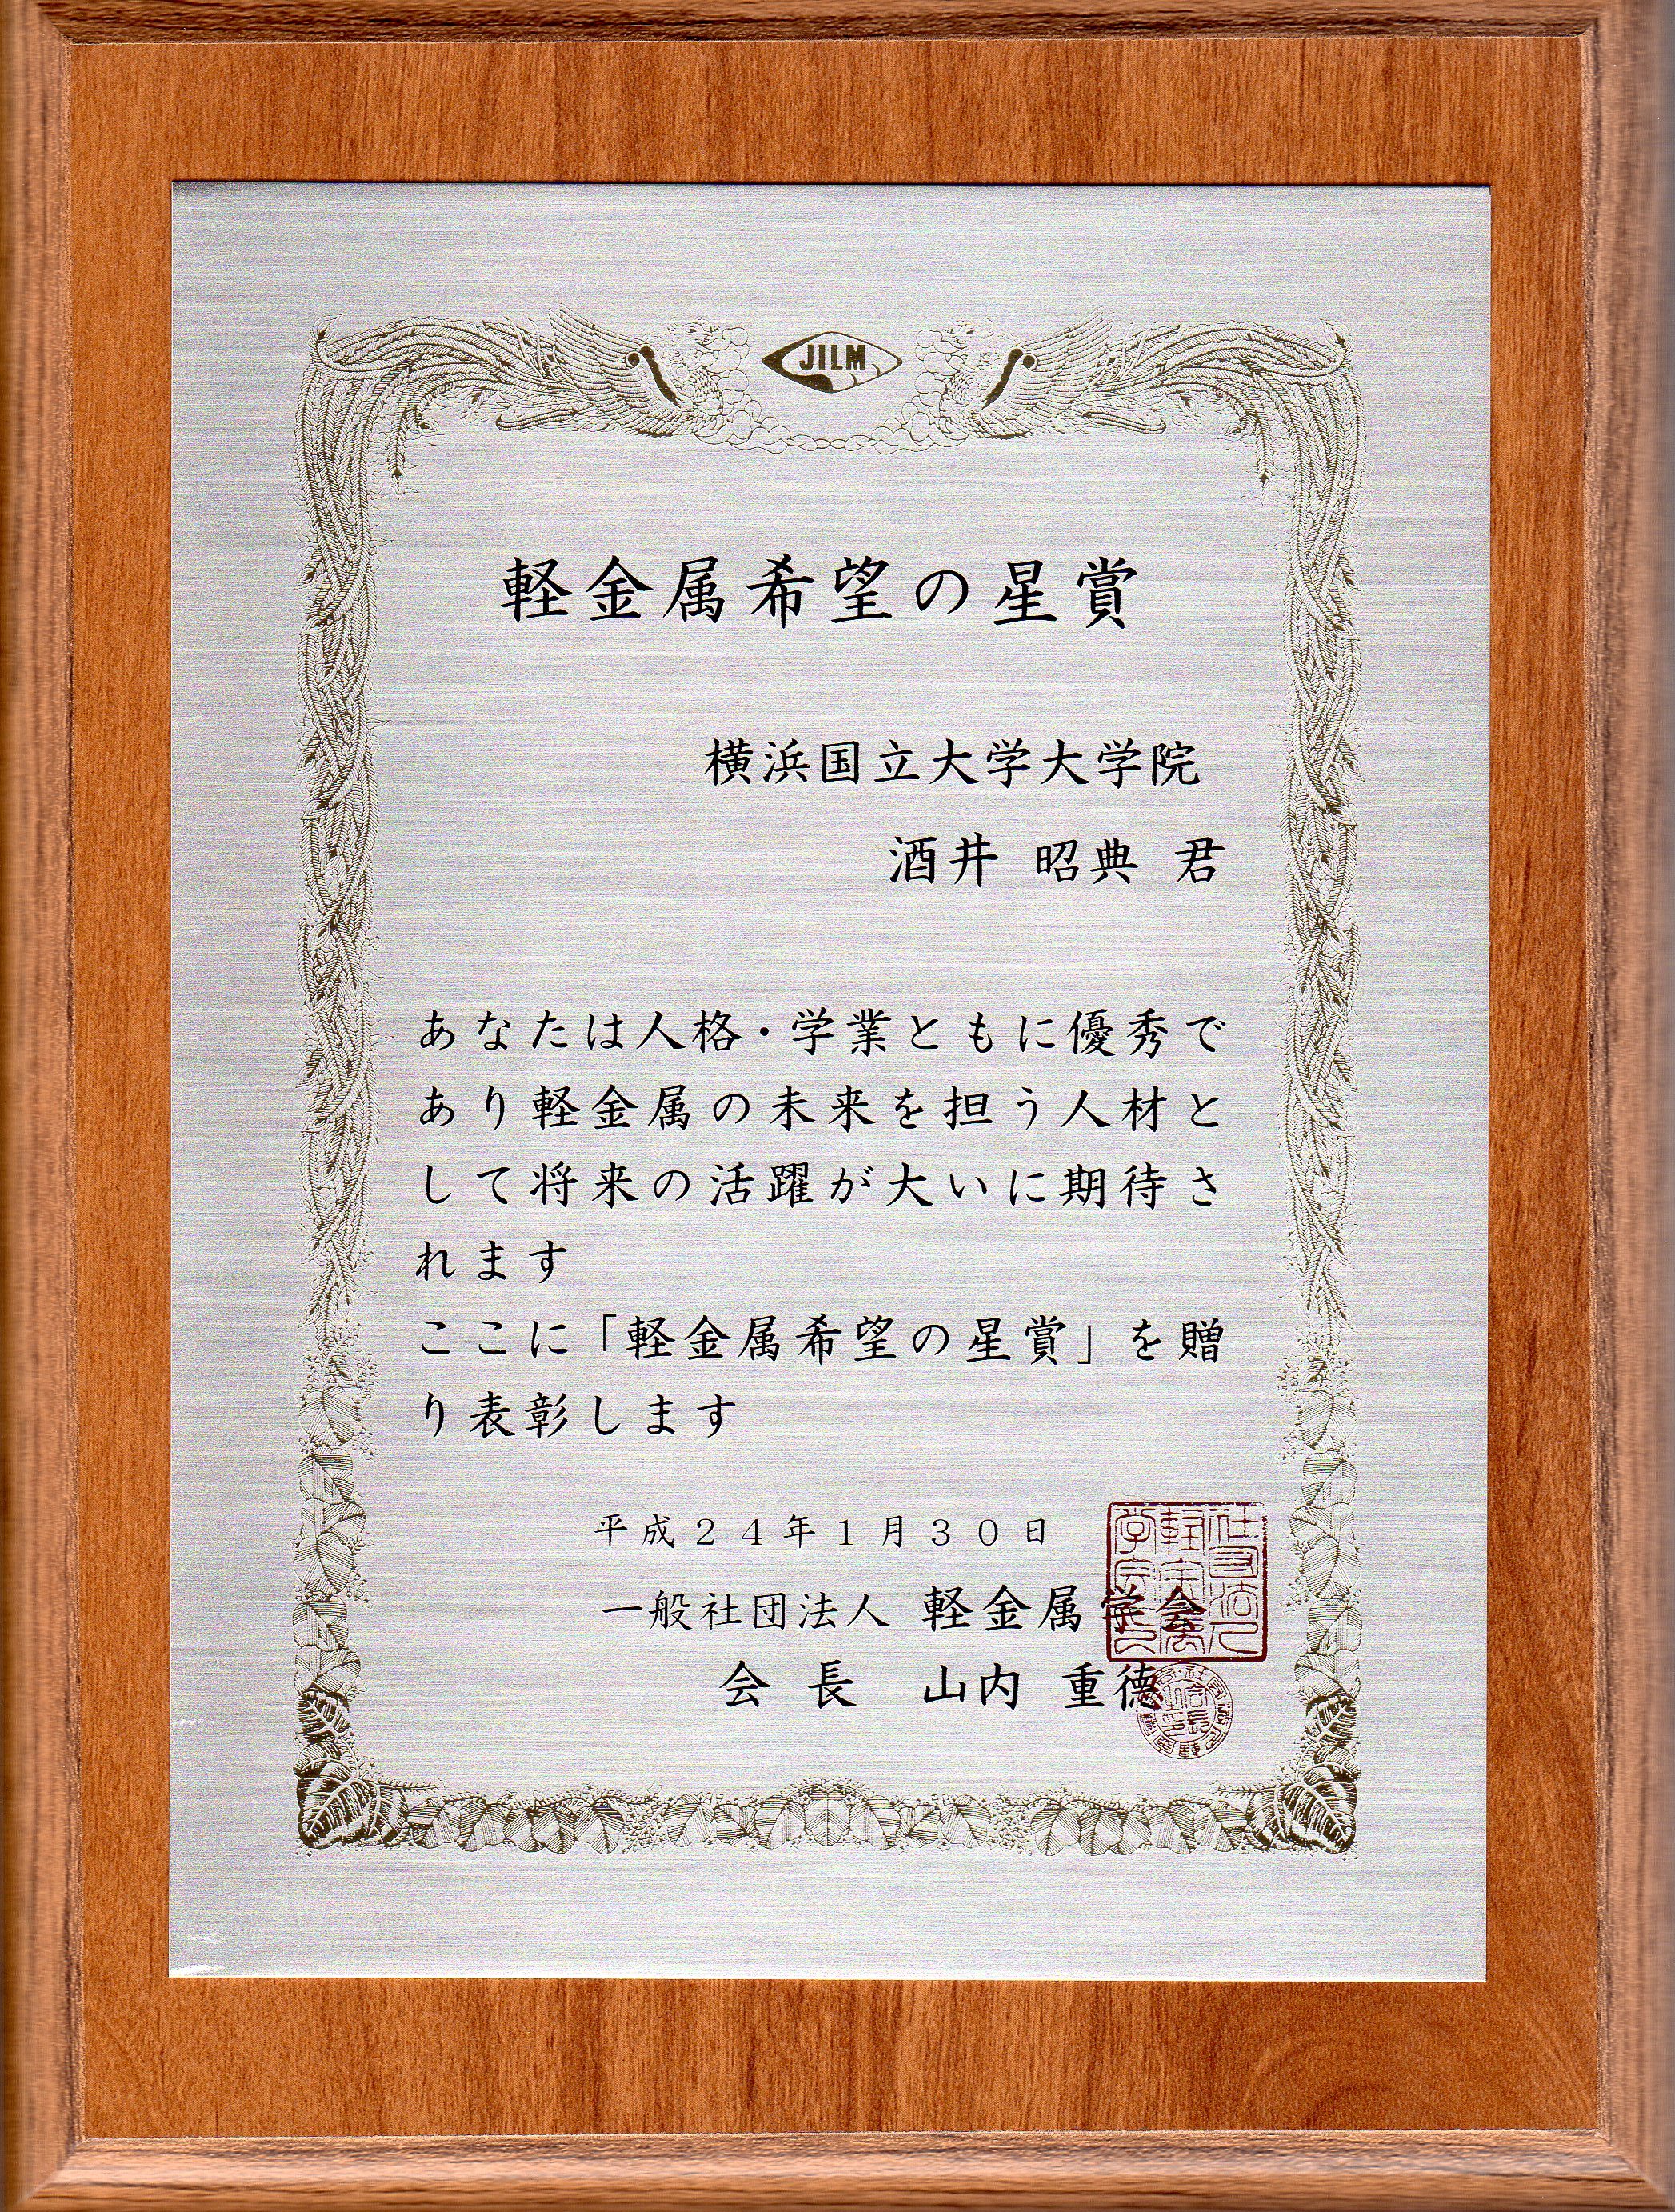 JILM
軽金属希望の星賞
横浜国立大学大学院
酒井 昭典 君
あなたは人格・学業ともに優秀で
あり軽金属の未来を担う人材と
して将来の活躍が大いに期待さ
れます
ここに「軽金属希望の星賞」を贈
り表彰します
平成24年1月30日
一般社団法人 軽金属学会
会長 山内 重徳